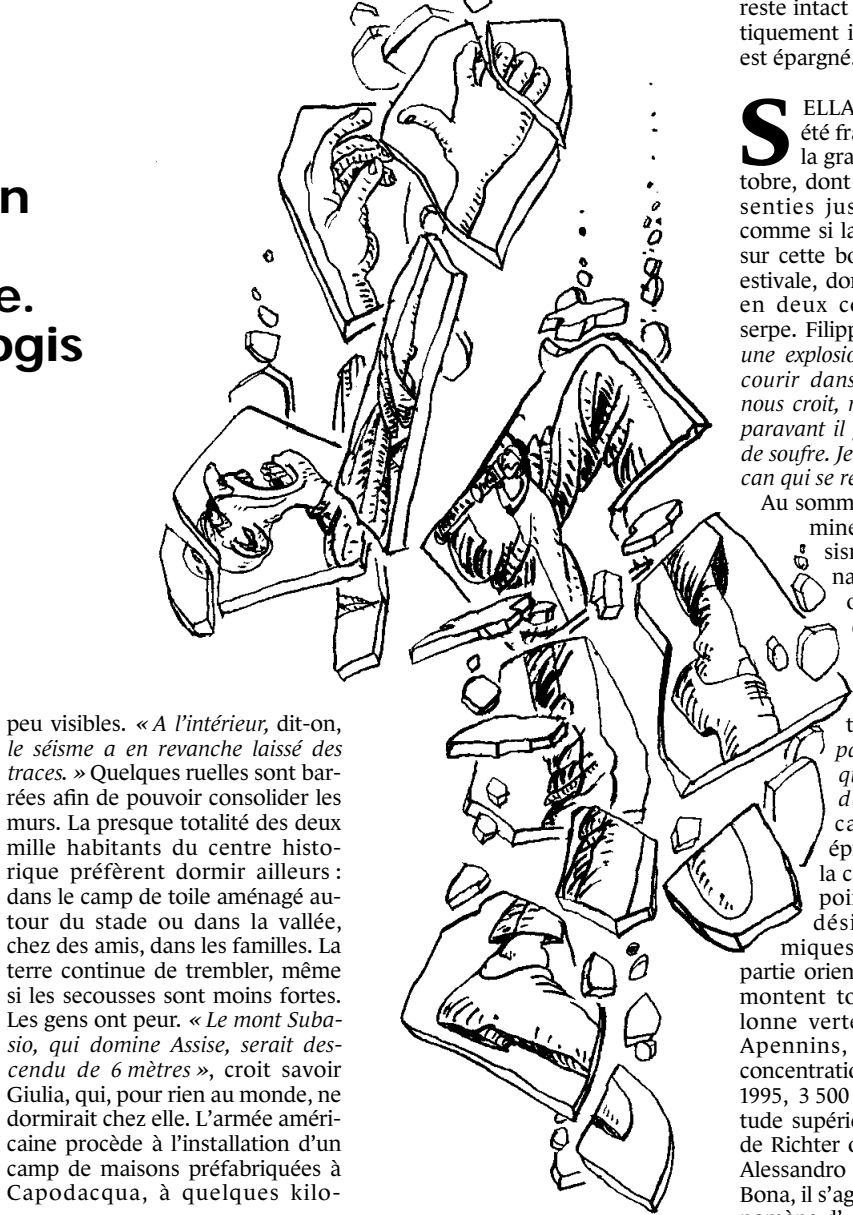 n
e.
ogis
peu visibles. « A l’intérieur, dit-on,
le séisme a en revanche laissé des
traces. » Quelques ruelles sont bar-
rées afin de pouvoir consolider les
murs. La presque totalité des deux
mille habitants du centre histo-
rique préfèrent dormir ailleurs :
dans le camp de toile aménagé au-
tour du stade ou dans la vallée,
chez des amis, dans les familles. La
terre continue de trembler, même
si les secousses sont moins fortes.
Les gens ont peur. « Le mont Suba-
sio, qui domine Assise, serait des-
cendu de 6 mètres », croit savoir
Giulia, qui, pour rien au monde, ne
dormirait chez elle. L’armée améri-
caine procède à l’installation d’un
camp de maisons préfabriquées à
Capodacqua, à quelques kilo-
reste intact
tiquement i
est épargné.
SELLA
été fra
la gra
tobre, dont
senties jus
comme si la
sur cette bo
estivale, don
en deux co
serpe. Filipp
une explosio
courir dans
nous croit, n
paravant il
de soufre. Je
can qui se re
Au somm
mine
sism
na
t
pa
qu
d
ca
ép
la c
poin
dési
miques
partie orien
montent to
lonne verte
Apennins,
concentratio
1995, 3 500
tude supéri
de Richter o
Alessandro
Bona, il s’ag